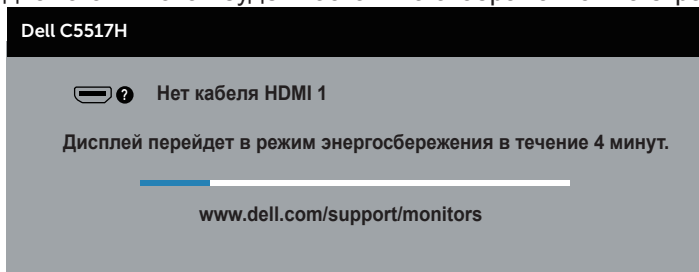 Dell C5517H
? Нет кабеля HDMI 1
Дисплей перейдет в режим энергосбережения в течение 4 минут.
www.dell.com/support/monitors